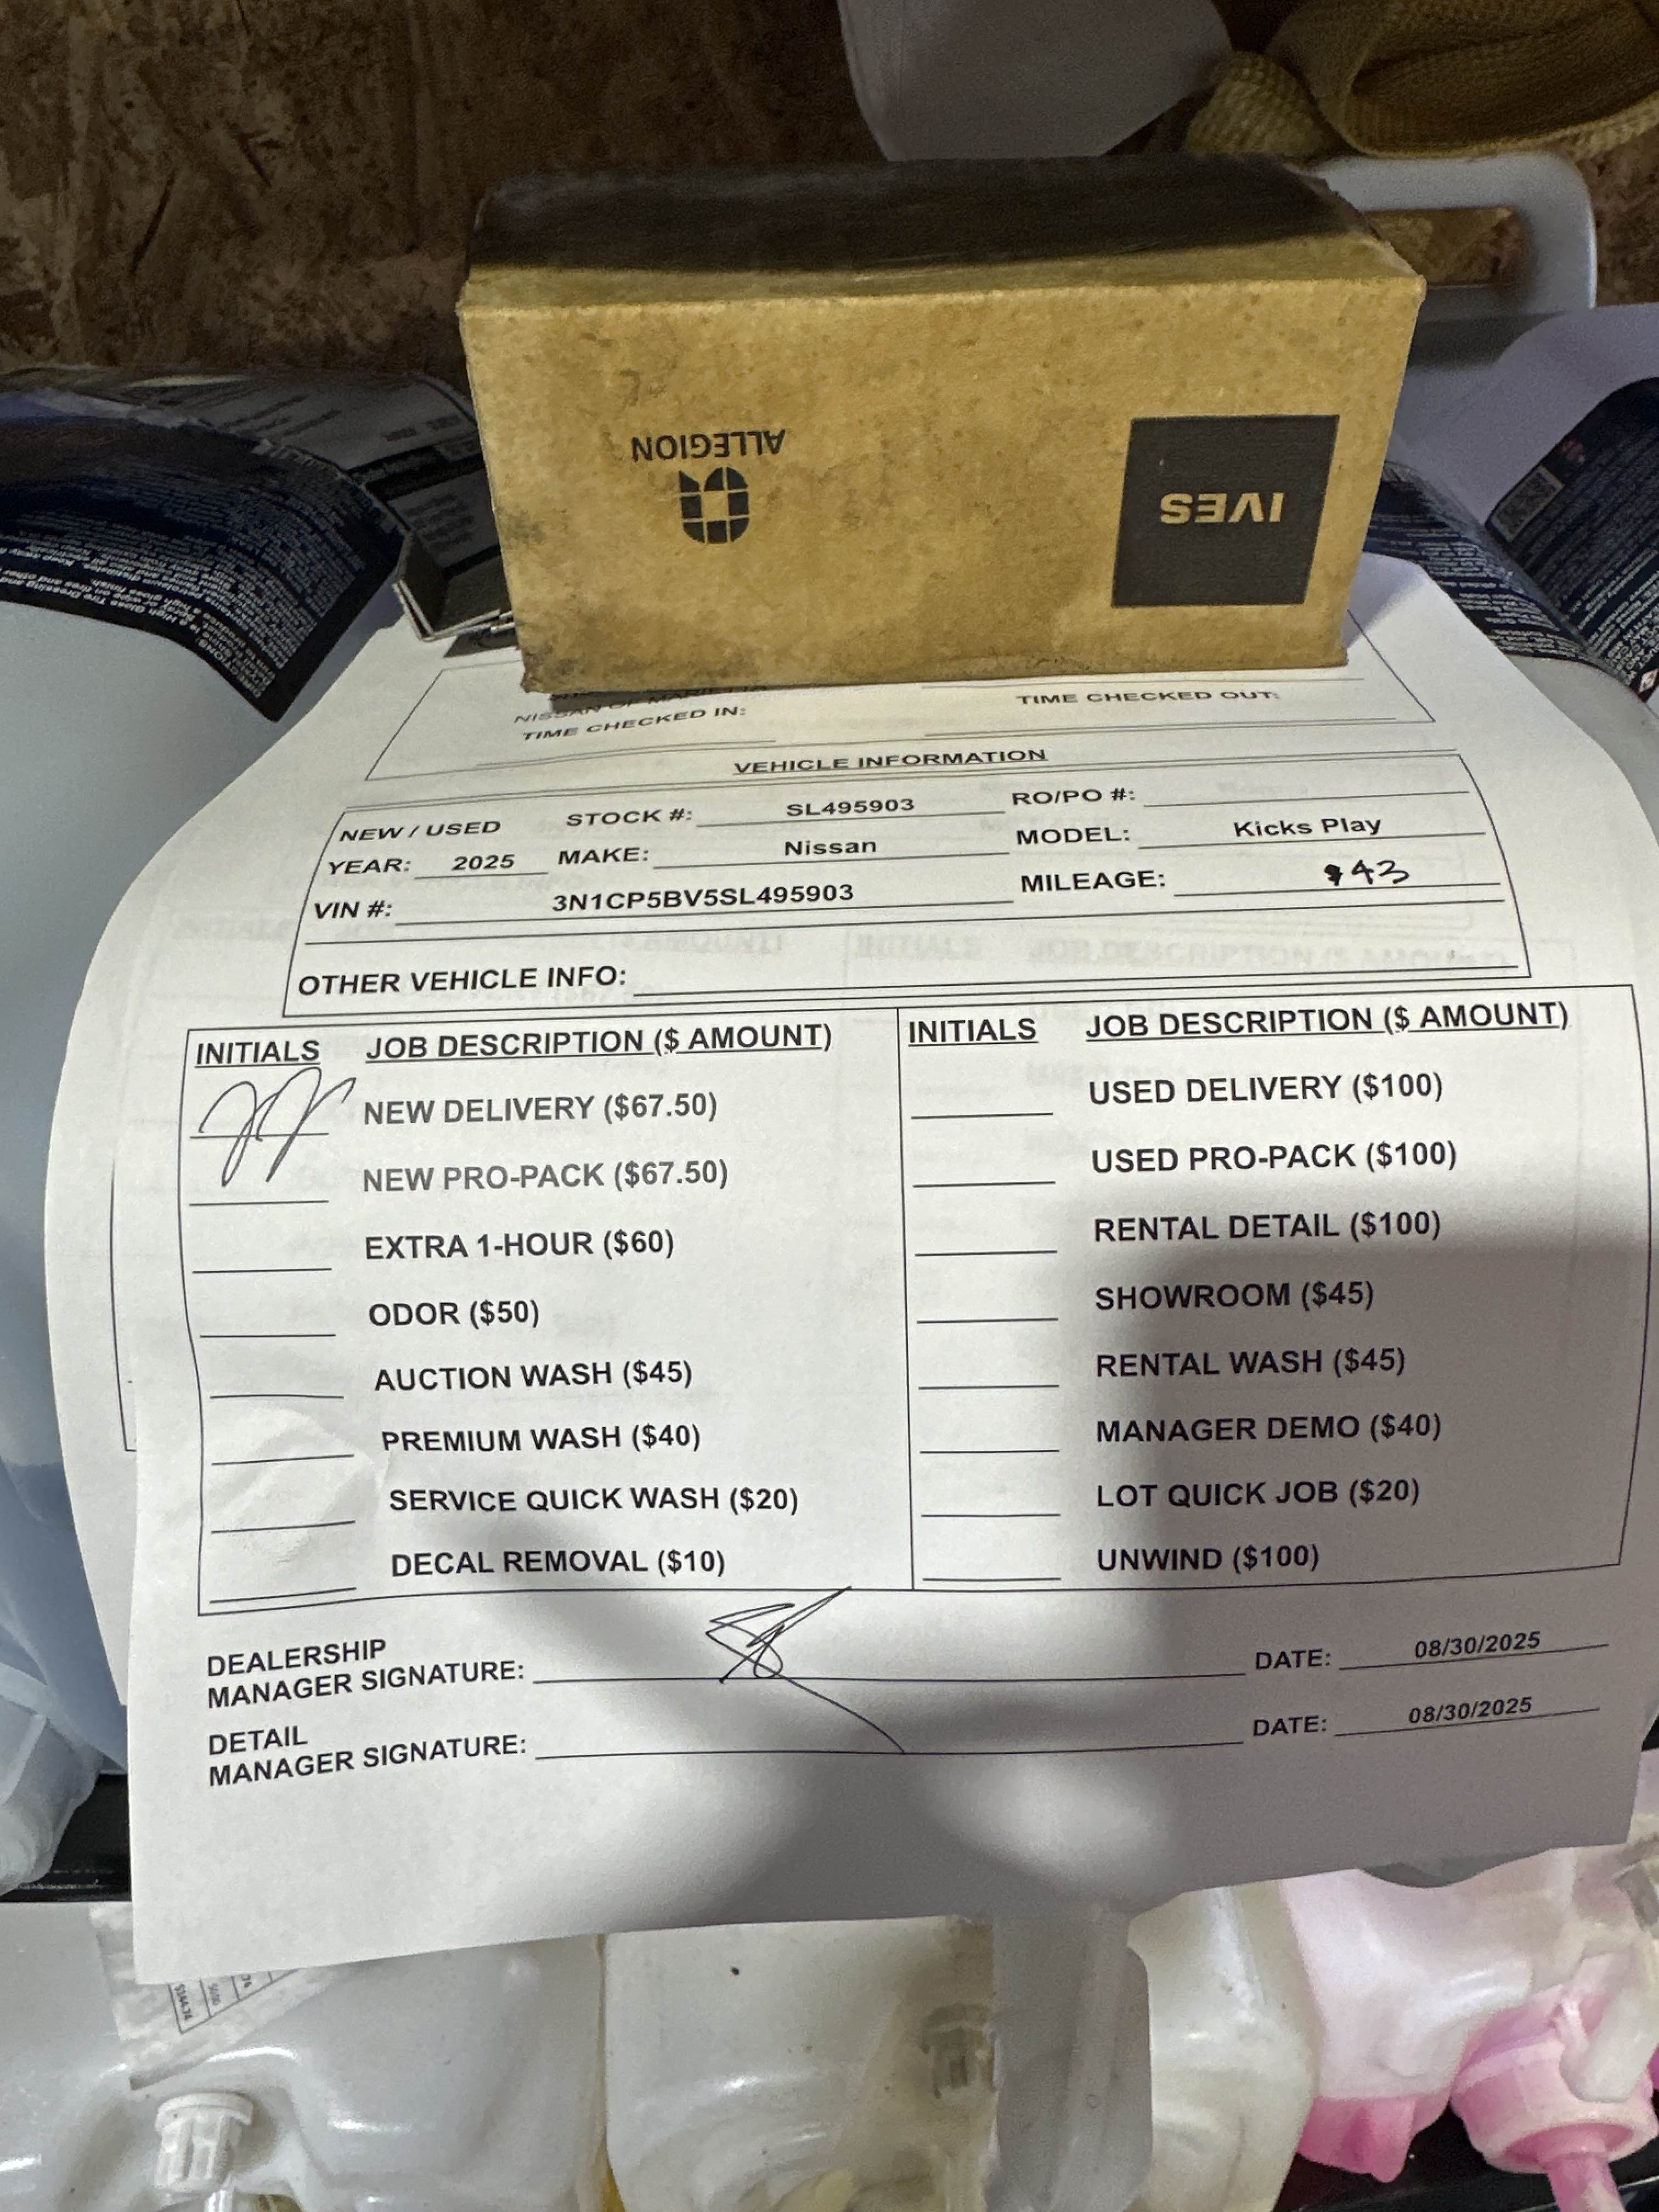 ALLEGION
IVES
NISSAN OF MARIETTA
TIME CHECKED IN:
TIME CHECKED OUT:
VEHICLE INFORMATION
NEW / USED STOCK #: SL495903 RO/PO #:
YEAR: 2025 MAKE: Nissan MODEL: Kicks Play
VIN #: 3N1CP5BV5SL495903 MILEAGE: 43
OTHER VEHICLE INFO:
INITIALS JOB DESCRIPTION ($ AMOUNT) INITIALS JOB DESCRIPTION ($ AMOUNT)
NEW DELIVERY ($67.50) USED DELIVERY ($100)
NEW PRO-PACK ($67.50) USED PRO-PACK ($100)
EXTRA 1-HOUR ($60) RENTAL DETAIL ($100)
ODOR ($50) SHOWROOM ($45)
AUCTION WASH ($45) RENTAL WASH ($45)
PREMIUM WASH ($40) MANAGER DEMO ($40)
SERVICE QUICK WASH ($20) LOT QUICK JOB ($20)
DECAL REMOVAL ($10) UNWIND ($100)
DEALERSHIP
MANAGER SIGNATURE: DATE: 08/30/2025
DETAIL
MANAGER SIGNATURE: DATE: 08/30/2025